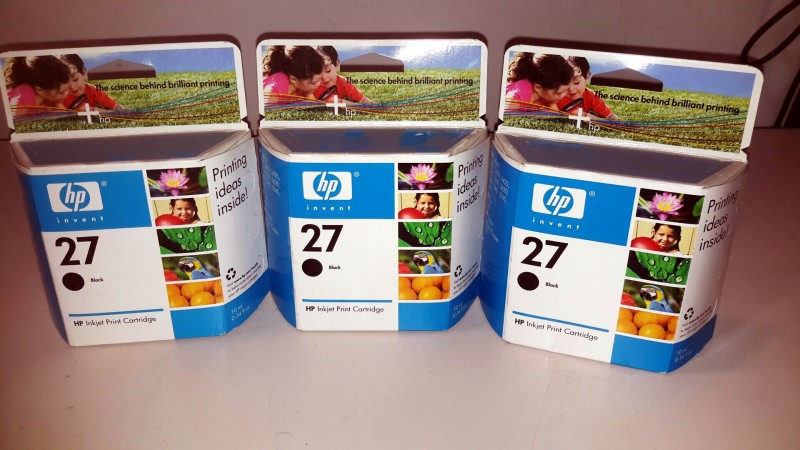 The science behind brilliant printing
+ hp
hp ®
invent
27
Black
HP Inkjet Print Cartridge
Printing
ideas
inside!
10 ml
The science behind brilliant printing
+ hp
hp ®
invent
27
Black
HP Inkjet Print Cartridge
Printing
ideas
inside!
The science behind brilliant printing
+ hp
hp ®
invent
27
Black
HP Inkjet Print Cartridge
Printing
ideas
inside!